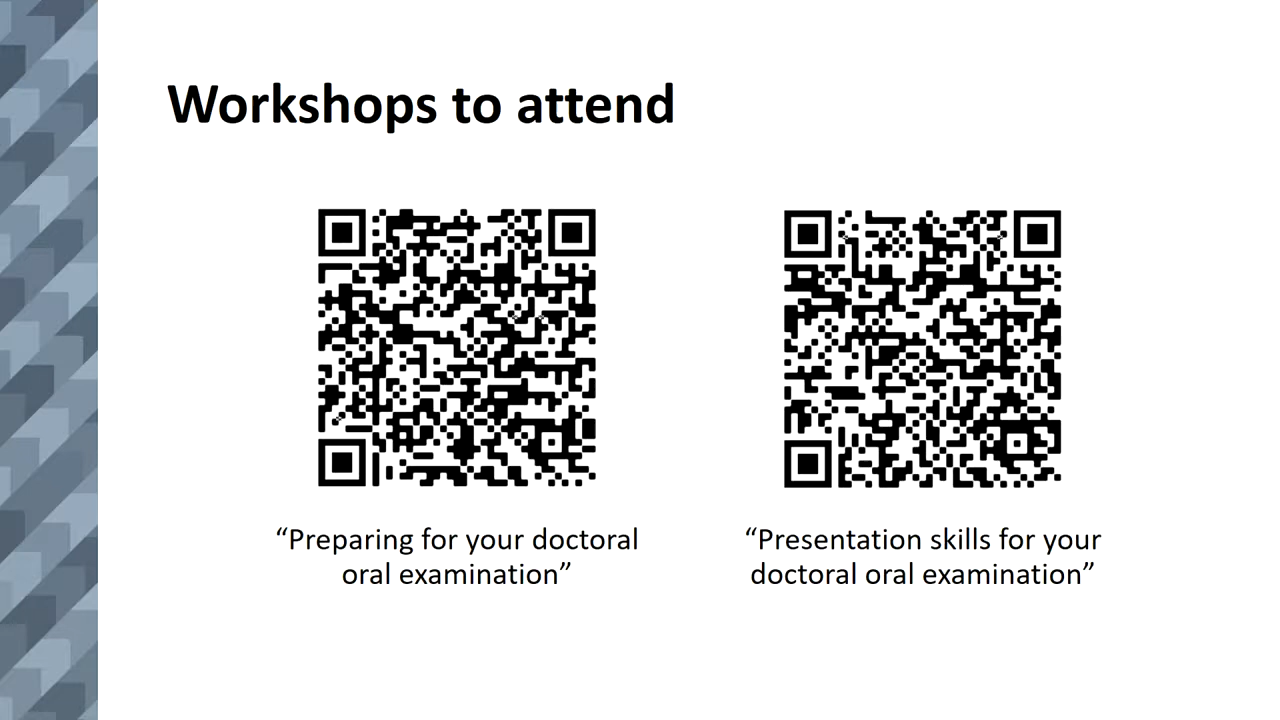 Workshops to attend
“Preparing for your doctoral
oral examination”
“Presentation skills for your
doctoral oral examination”